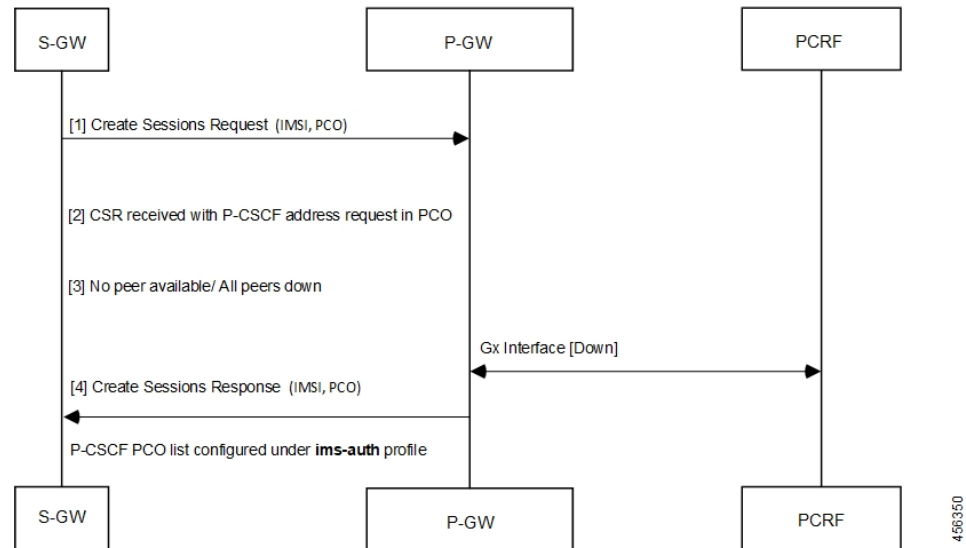 S-GW
P-GW
PCRF
[1] Create Sessions Request (IMSI, PCO)
[2] CSR received with P-CSCF address request in PCO
[3] No peer available/ All peers down
Gx Interface [Down]
[4] Create Sessions Response (IMSI, PCO)
P-CSCF PCO list configured under ims-auth profile
S-GW
P-GW
PCRF
456350